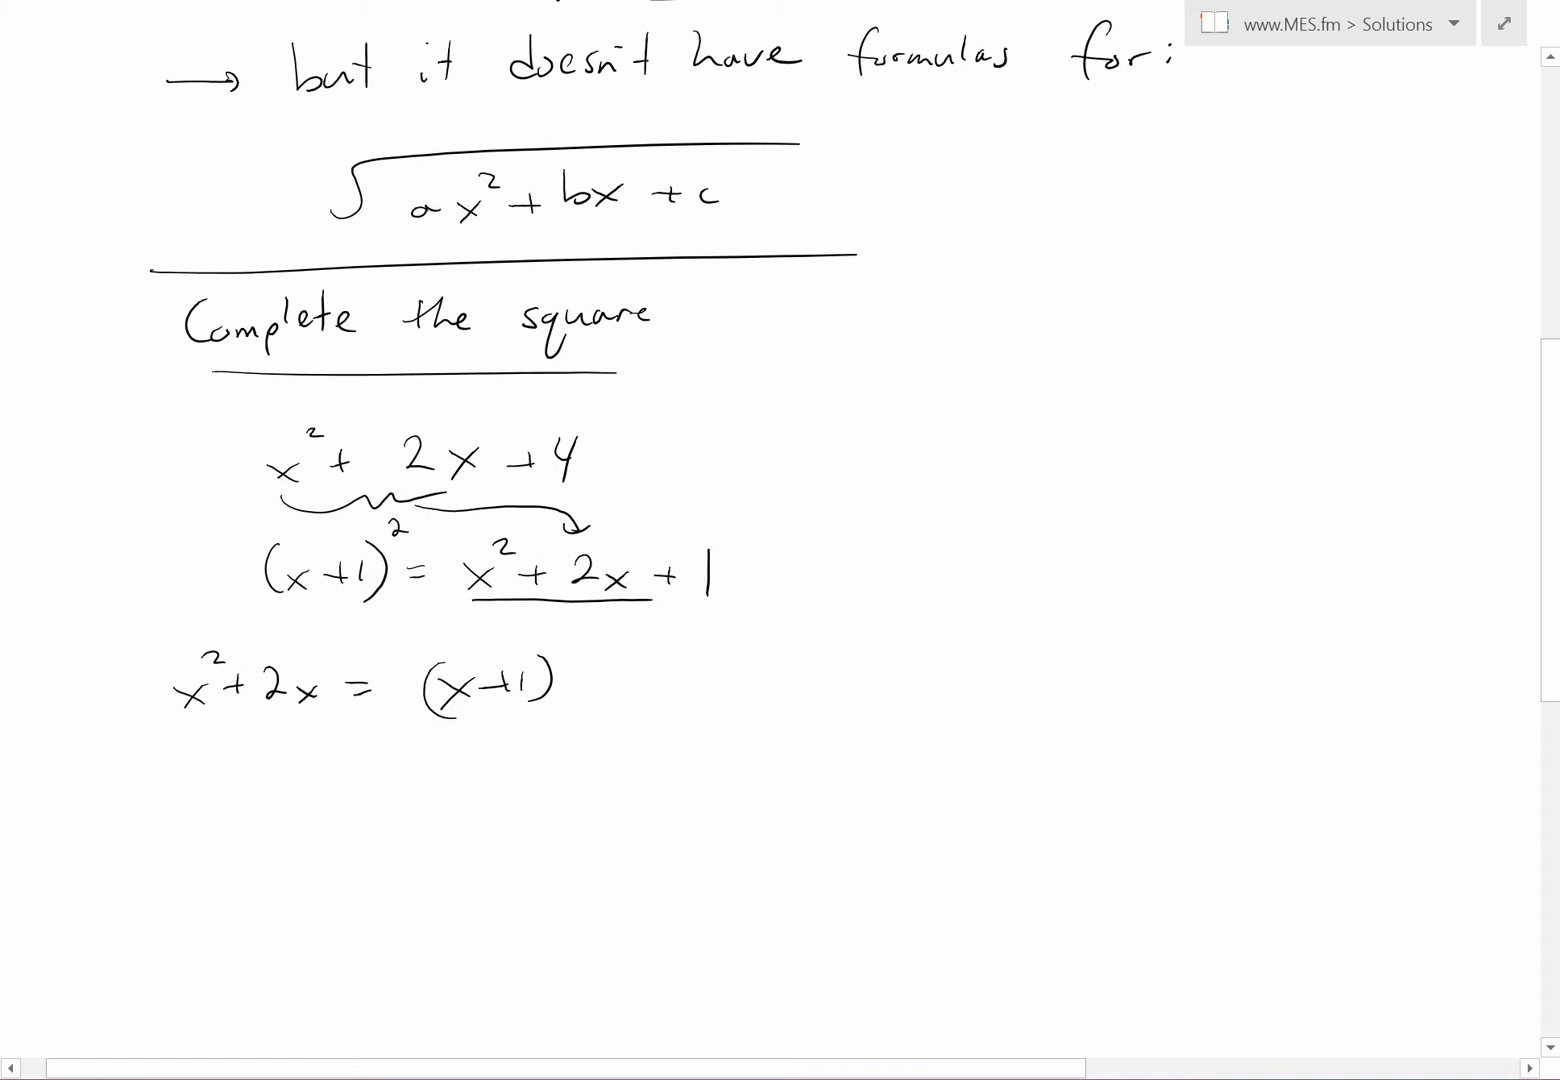 www.MES.fm > Solutions
→ but it doesn't have formulas for:
√(ax² + bx + c)
Complete the square
x² + 2x + 4
(x+1)² = x² + 2x + 1
x² + 2x = (x+1)